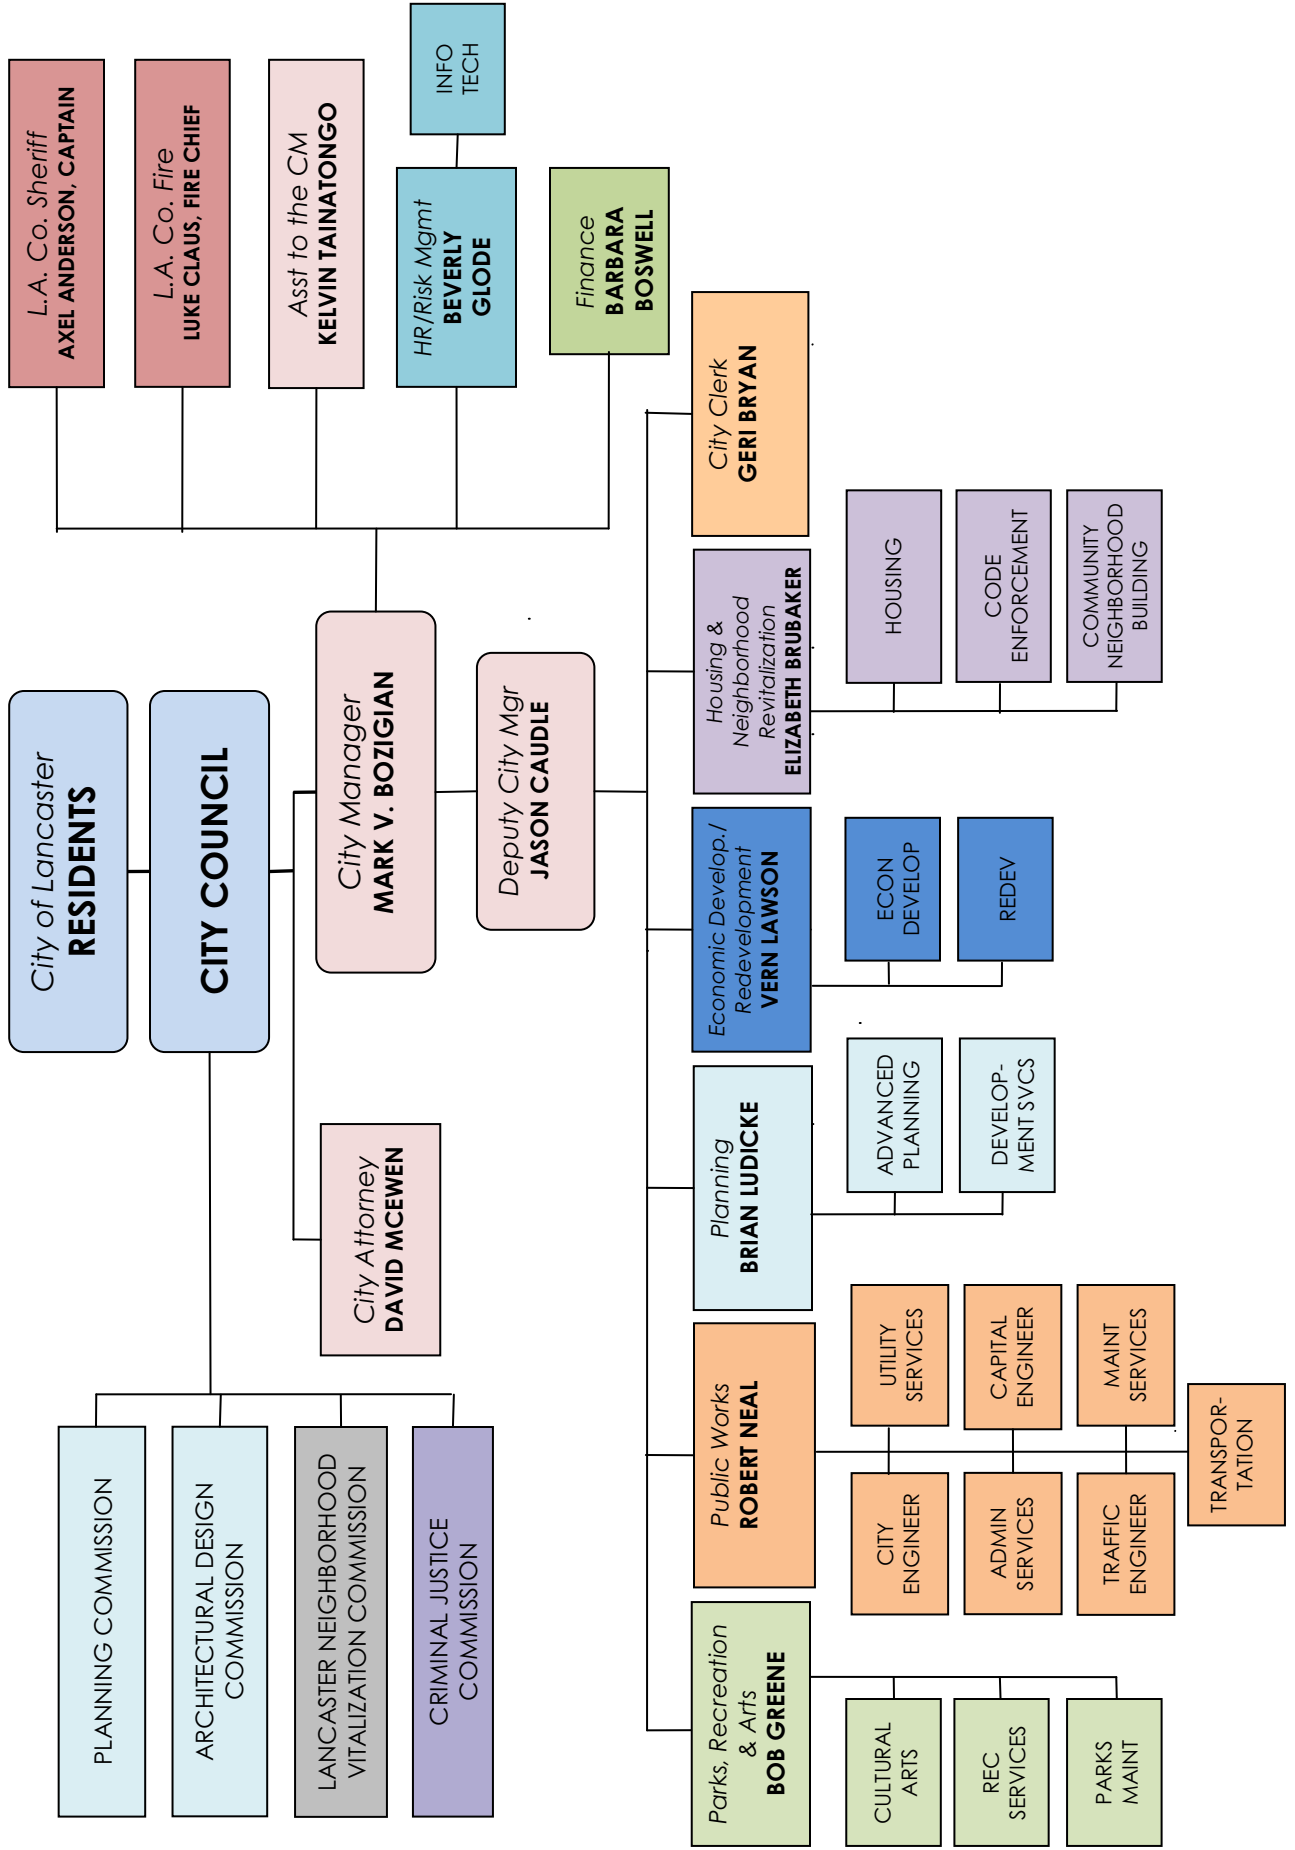 City of Lancaster
RESIDENTS
CITY COUNCIL
PLANNING COMMISSION
ARCHITECTURAL DESIGN
COMMISSION
LANCASTER NEIGHBORHOOD
VITALIZATION COMMISSION
CRIMINAL JUSTICE
COMMISSION
City Attorney
DAVID MCEWEN
City Manager
MARK V. BOZIGIAN
Deputy City Mgr
JASON CAUDLE
L.A. Co. Sheriff
AXEL ANDERSON, CAPTAIN
L.A. Co. Fire
LUKE CLAUS, FIRE CHIEF
Asst to the CM
KELVIN TAINATONGO
HR/Risk Mgmt
BEVERLY
GLODE
INFO
TECH
Finance
BARBARA
BOSWELL
Parks, Recreation
& Arts
BOB GREENE
CULTURAL
ARTS
REC
SERVICES
PARKS
MAINT
Public Works
ROBERT NEAL
CITY
ENGINEER
UTILITY
SERVICES
ADMIN
SERVICES
CAPITAL
ENGINEER
TRAFFIC
ENGINEER
MAINT
SERVICES
TRANSPOR-
TATION
Planning
BRIAN LUDICKE
ADVANCED
PLANNING
DEVELOP-
MENT SVCS
Economic Develop./
Redevelopment
VERN LAWSON
ECON
DEVELOP
REDEV
Housing &
Neighborhood
Revitalization
ELIZABETH BRUBAKER
HOUSING
CODE
ENFORCEMENT
COMMUNITY
NEIGHBORHOOD
BUILDING
City Clerk
GERI BRYAN